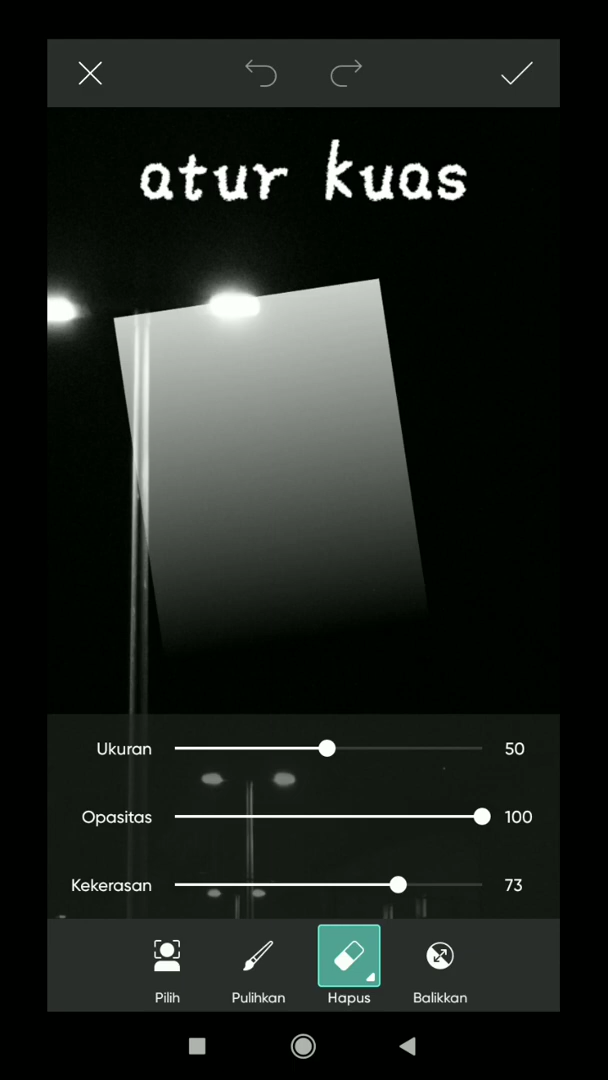 atur kuas
Ukuran 50
Opasitas 100
Kekerasan 73
Pilih Pulihkan Hapus Balikkan